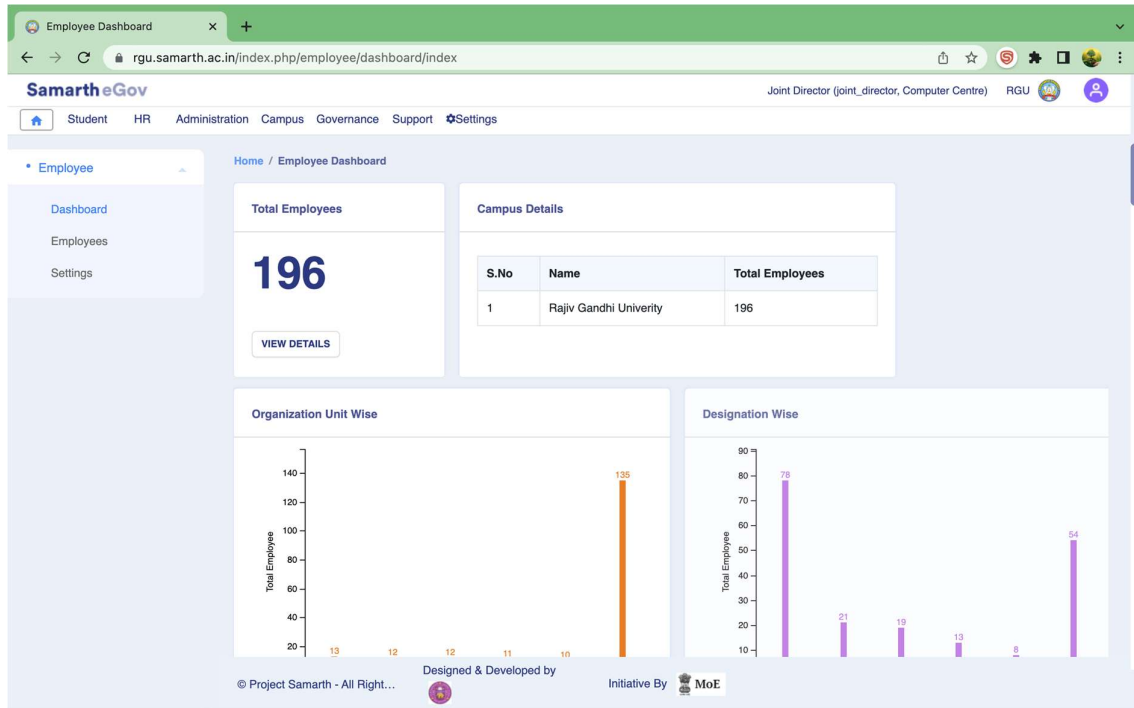 Employee Dashboard
rgu.samarth.ac.in/index.php/employee/dashboard/index
Samarth eGov
Joint Director (joint_director, Computer Centre) RGU
Student HR Administration Campus Governance Support Settings
Employee
Dashboard
Employees
Settings
Home / Employee Dashboard
Total Employees
196
VIEW DETAILS
Campus Details
S.No Name Total Employees
1 Rajiv Gandhi Univerity 196
Organization Unit Wise
Total Employee
140
120
100
80
60
40
20
13 12 12 11 10 135
Designation Wise
Total Employee
90
80
70
60
50
40
30
20
10
78 21 19 13 8 54
© Project Samarth - All Right...
Designed & Developed by
Initiative By MoE